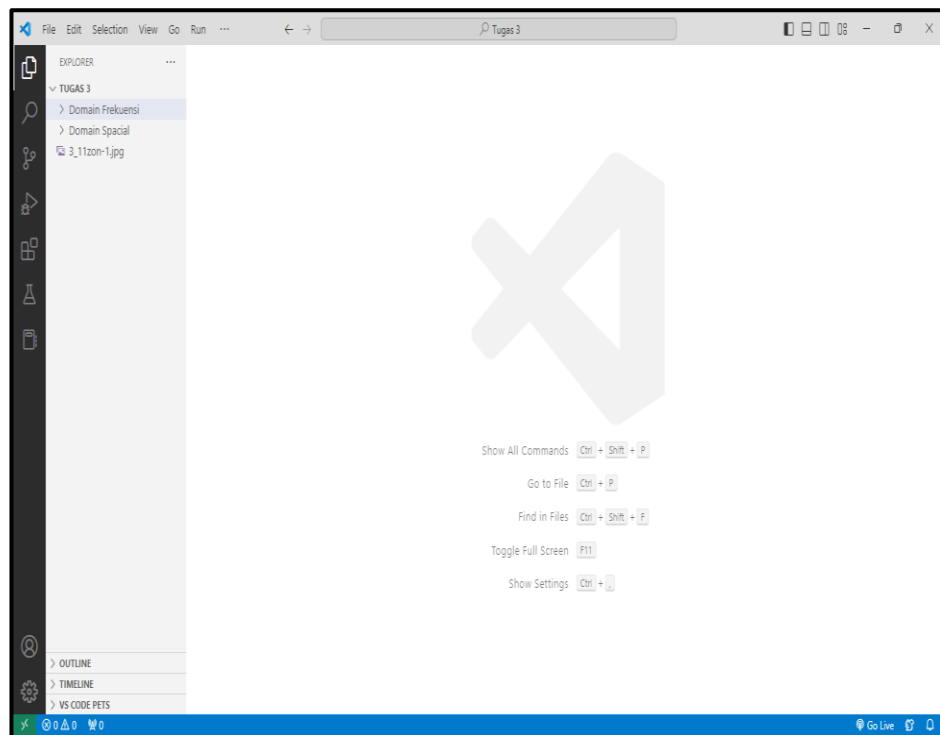 File Edit Selection View Go Run ···
← → Tugas 3
EXPLORER ···
TUGAS 3
Domain Frekuensi
Domain Spacial
3_11zon-1.jpg
Show All Commands Ctrl + Shift + P
Go to File Ctrl + P
Find in Files Ctrl + Shift + F
Toggle Full Screen F11
Show Settings Ctrl + ,
OUTLINE
TIMELINE
VS CODE PETS
0 0 0 Go Live